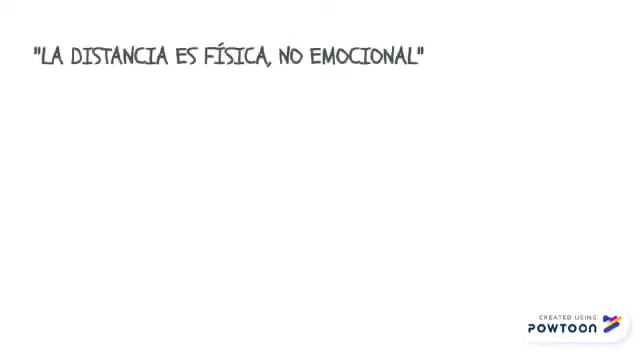 "LA DISTANCIA ES FÍSICA, NO EMOCIONAL"
CREATED USING
POWTOON